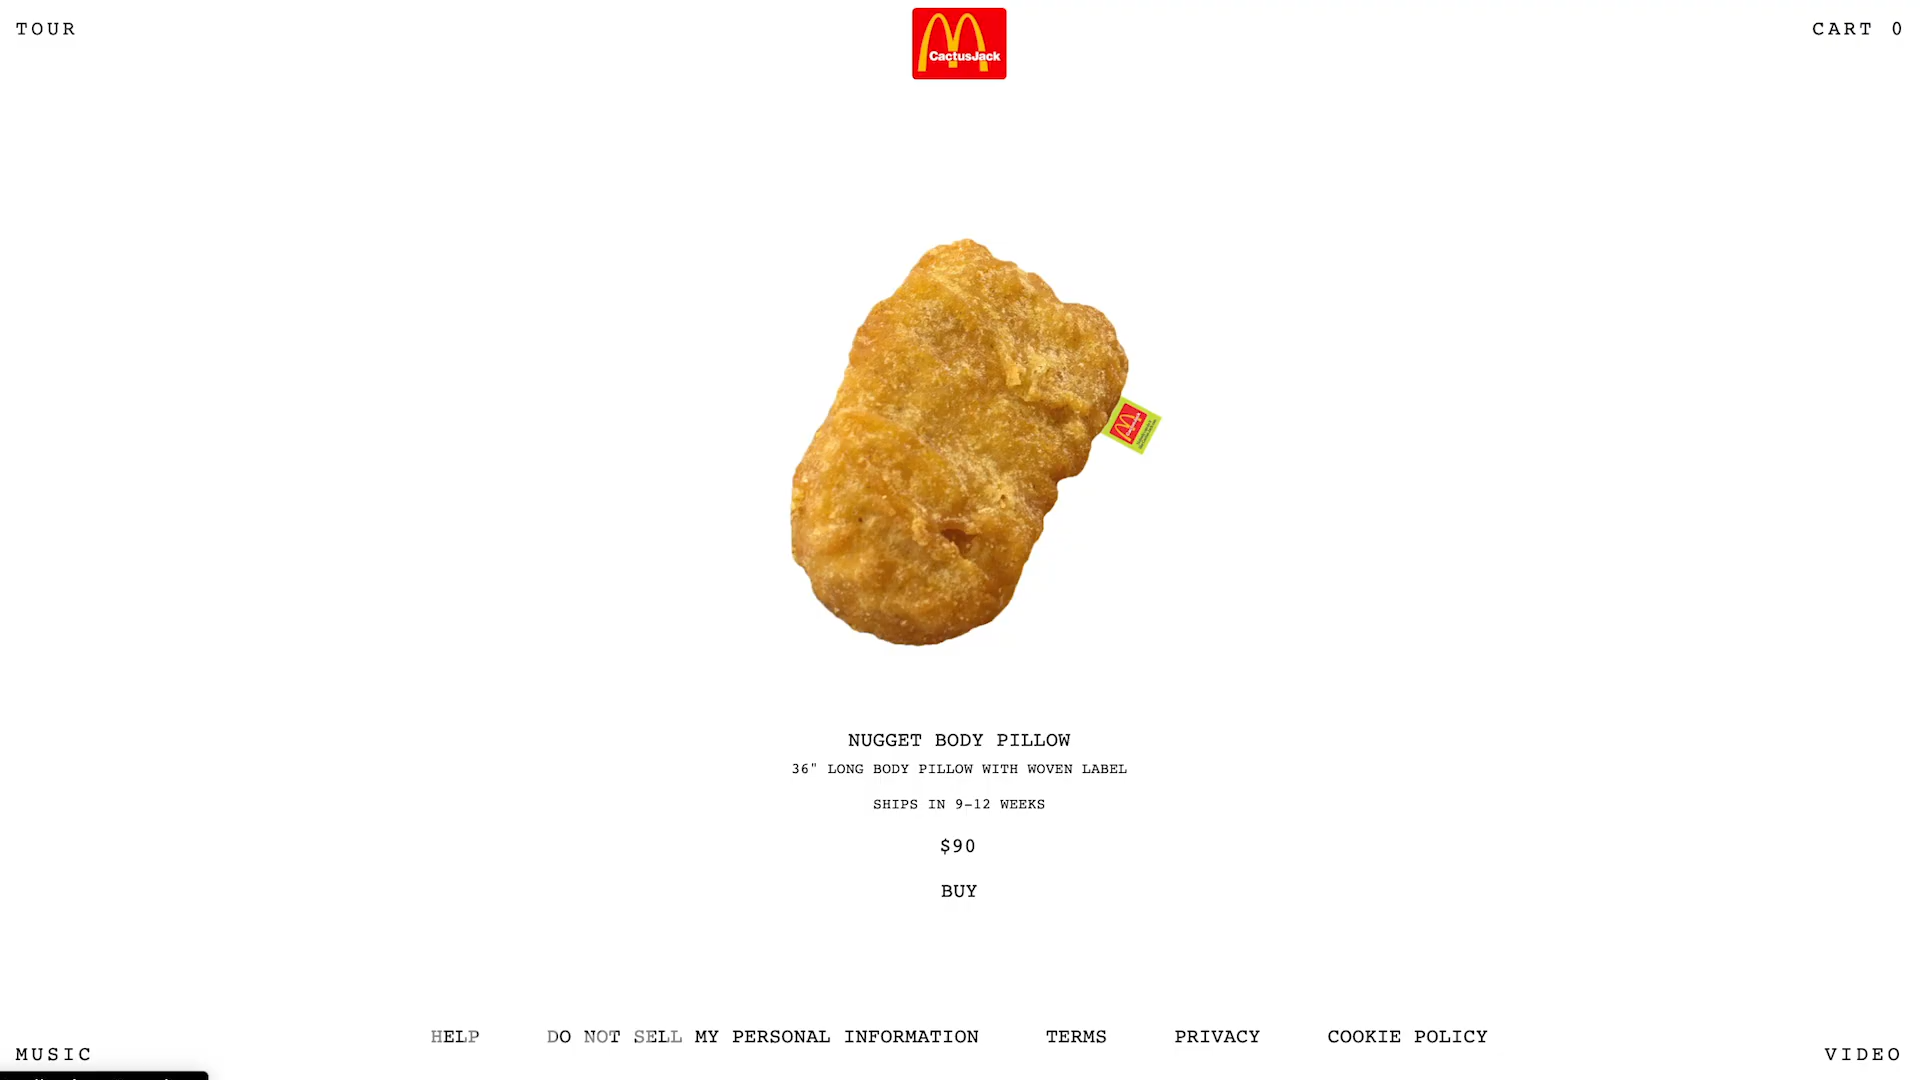 TOUR
CactusJack
CART 0
NUGGET BODY PILLOW
36" LONG BODY PILLOW WITH WOVEN LABEL
SHIPS IN 9-12 WEEKS
$90
BUY
HELP DO NOT SELL MY PERSONAL INFORMATION TERMS PRIVACY COOKIE POLICY
MUSIC
VIDEO